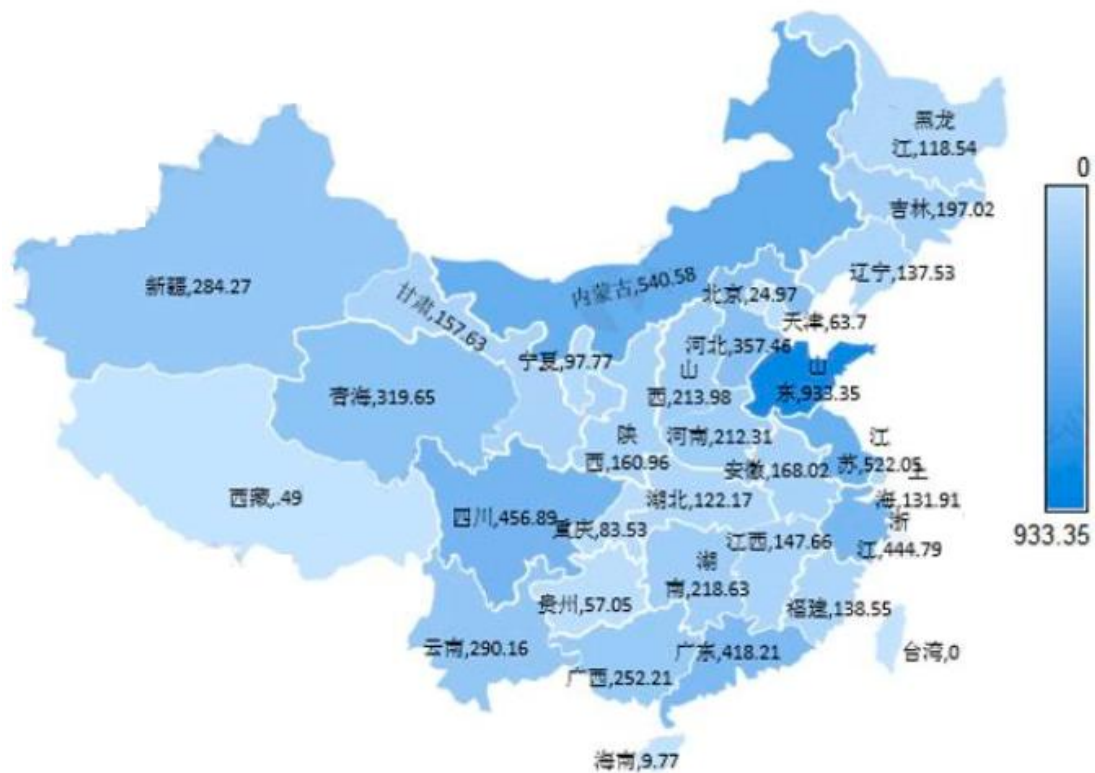 黑龙
江,118.54
0
吉林,197.02
辽宁,137.53
新疆,284.27
甘肃,157.63
内蒙古,540.58
北京,24.97
天津,63.7
宁夏,97.77
河北,357.46
山
西,213.98
山
东,933.35
青海,319.65
陕
西,160.96
河南,212.31
江
苏,522.05
安徽,168.02
上
海,131.91
西藏,.49
四川,456.89
重庆,83.53
湖北,122.17
浙
江,444.79
933.35
江西,147.66
湖
南,218.63
贵州,57.05
福建,138.55
云南,290.16
广西,252.21
广东,418.21
台湾,0
海南,9.77